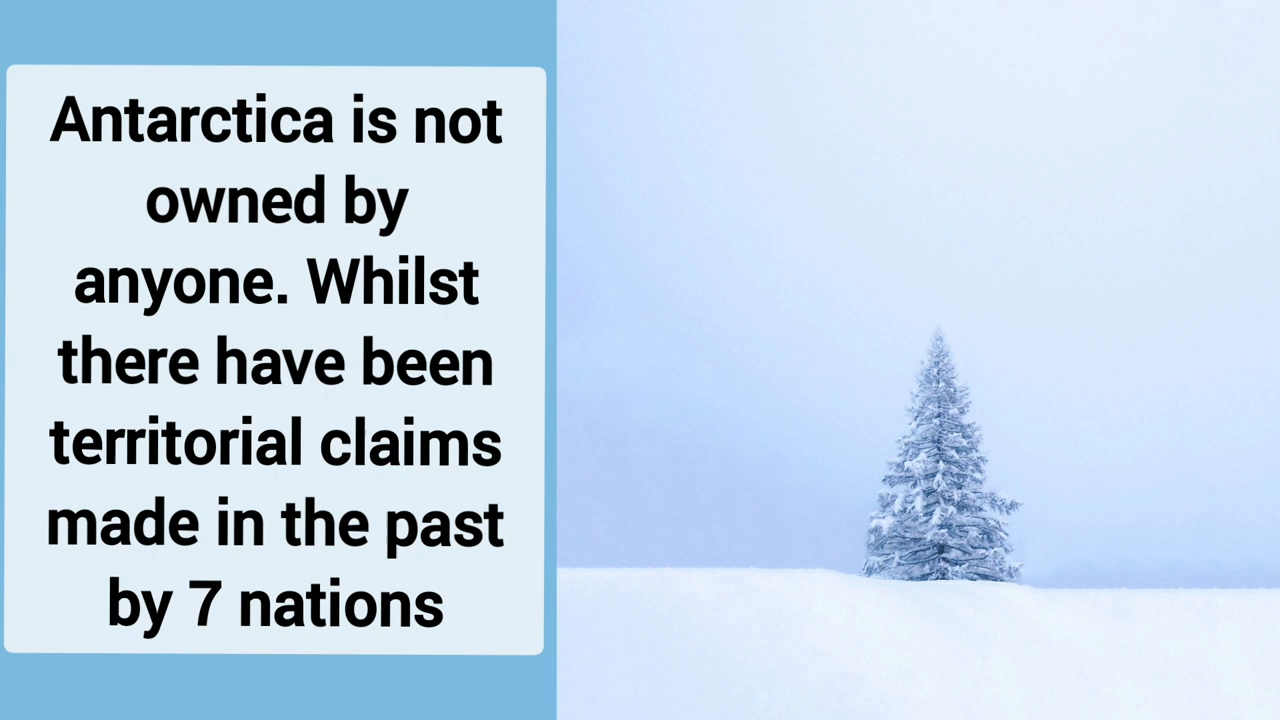 Antarctica is not
owned by
anyone. Whilst
there have been
territorial claims
made in the past
by 7 nations